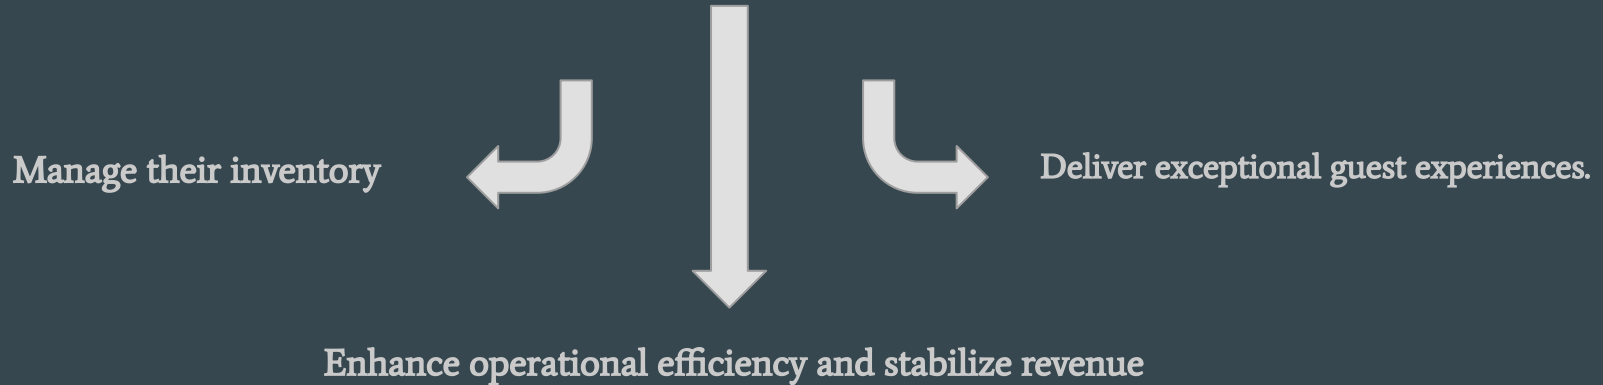 Manage their inventory
Deliver exceptional guest experiences.
Enhance operational efficiency and stabilize revenue